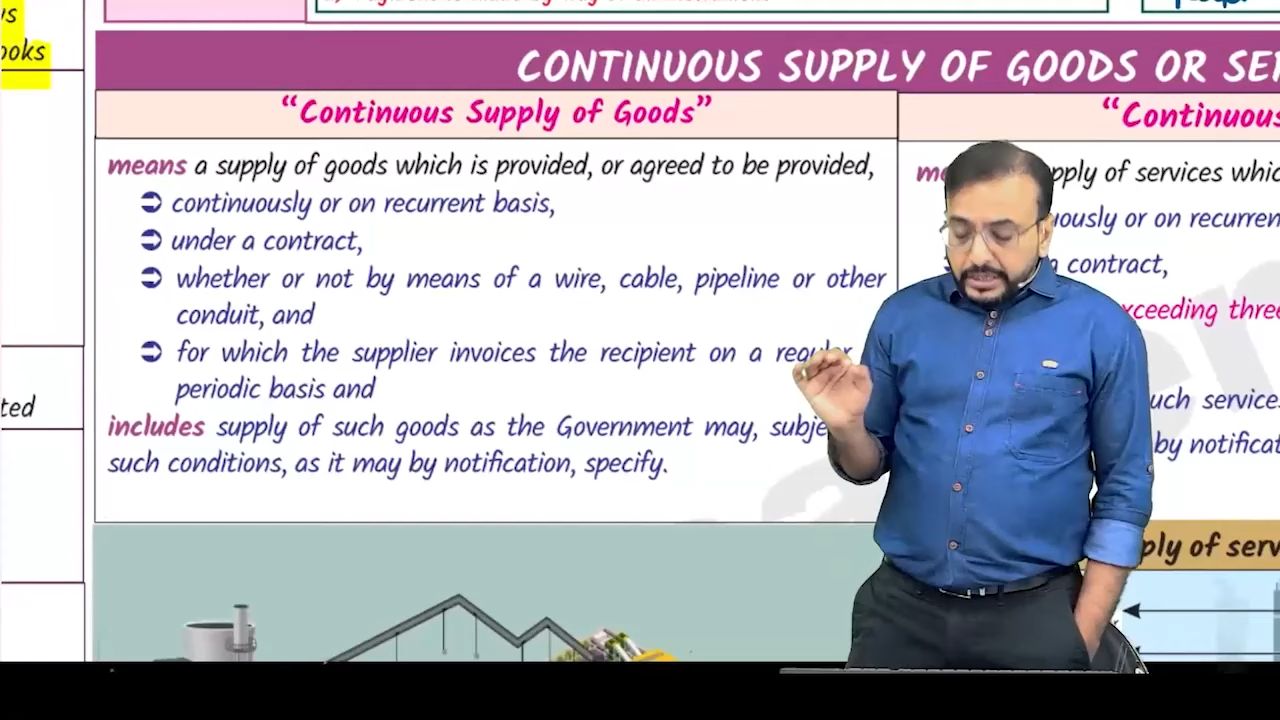 ooks
CONTINUOUS SUPPLY OF GOODS OR SE
“Continuous Supply of Goods”
means a supply of goods which is provided, or agreed to be provided,
➲ continuously or on recurrent basis,
➲ under a contract,
➲ whether or not by means of a wire, cable, pipeline or other
conduit, and
➲ for which the supplier invoices the recipient on a regular
periodic basis and
includes supply of such goods as the Government may, subje
such conditions, as it may by notification, specify.
“Continuous
pply of services whic
ously or on recurren
contract,
xceeding three
uch services
by notificat
ply of serv
ted